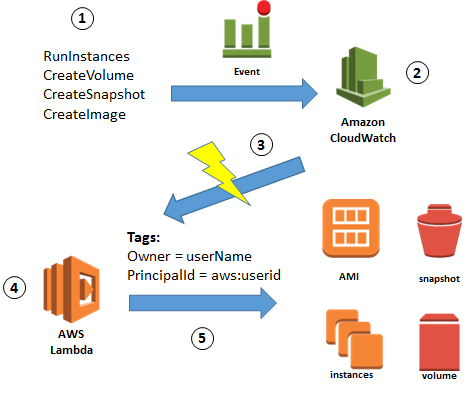 1
RunInstances
CreateVolume
CreateSnapshot
CreateImage
Event
2
Amazon
CloudWatch
3
Tags:
Owner = userName
PrincipalId = aws:userid
AMI
snapshot
4
AWS
Lambda
5
instances
volume